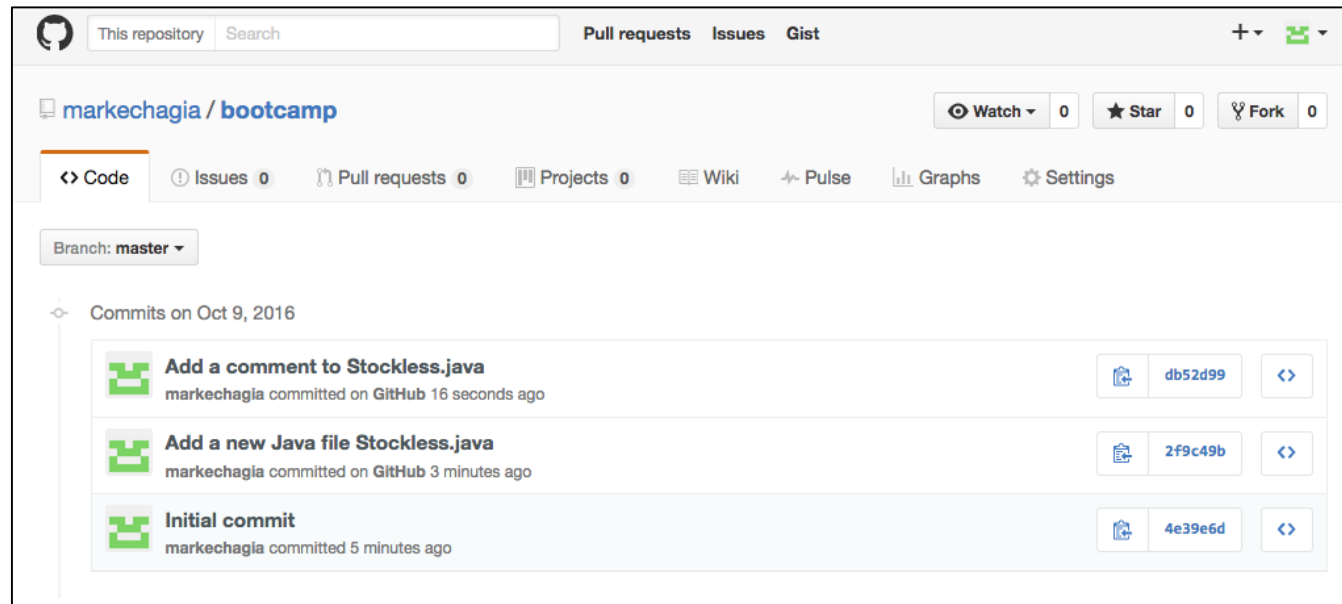 This repository Search Pull requests Issues Gist
markechagia / bootcamp Watch 0 Star 0 Fork 0
<> Code Issues 0 Pull requests 0 Projects 0 Wiki Pulse Graphs Settings
Branch: master
Commits on Oct 9, 2016
Add a comment to Stockless.java
markechagia committed on GitHub 16 seconds ago
db52d99 <>
Add a new Java file Stockless.java
markechagia committed on GitHub 3 minutes ago
2f9c49b <>
Initial commit
markechagia committed 5 minutes ago
4e39e6d <>